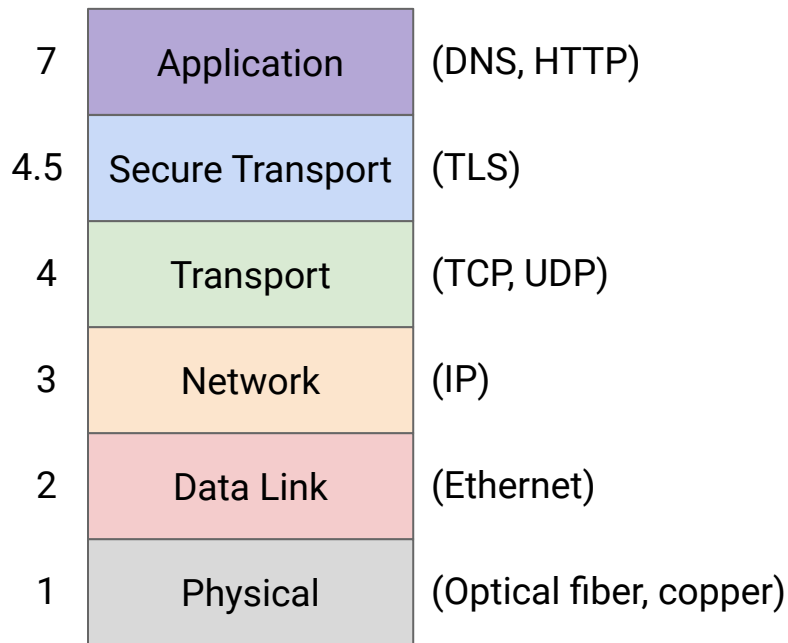 7 Application (DNS, HTTP)
4.5 Secure Transport (TLS)
4 Transport (TCP, UDP)
3 Network (IP)
2 Data Link (Ethernet)
1 Physical (Optical fiber, copper)